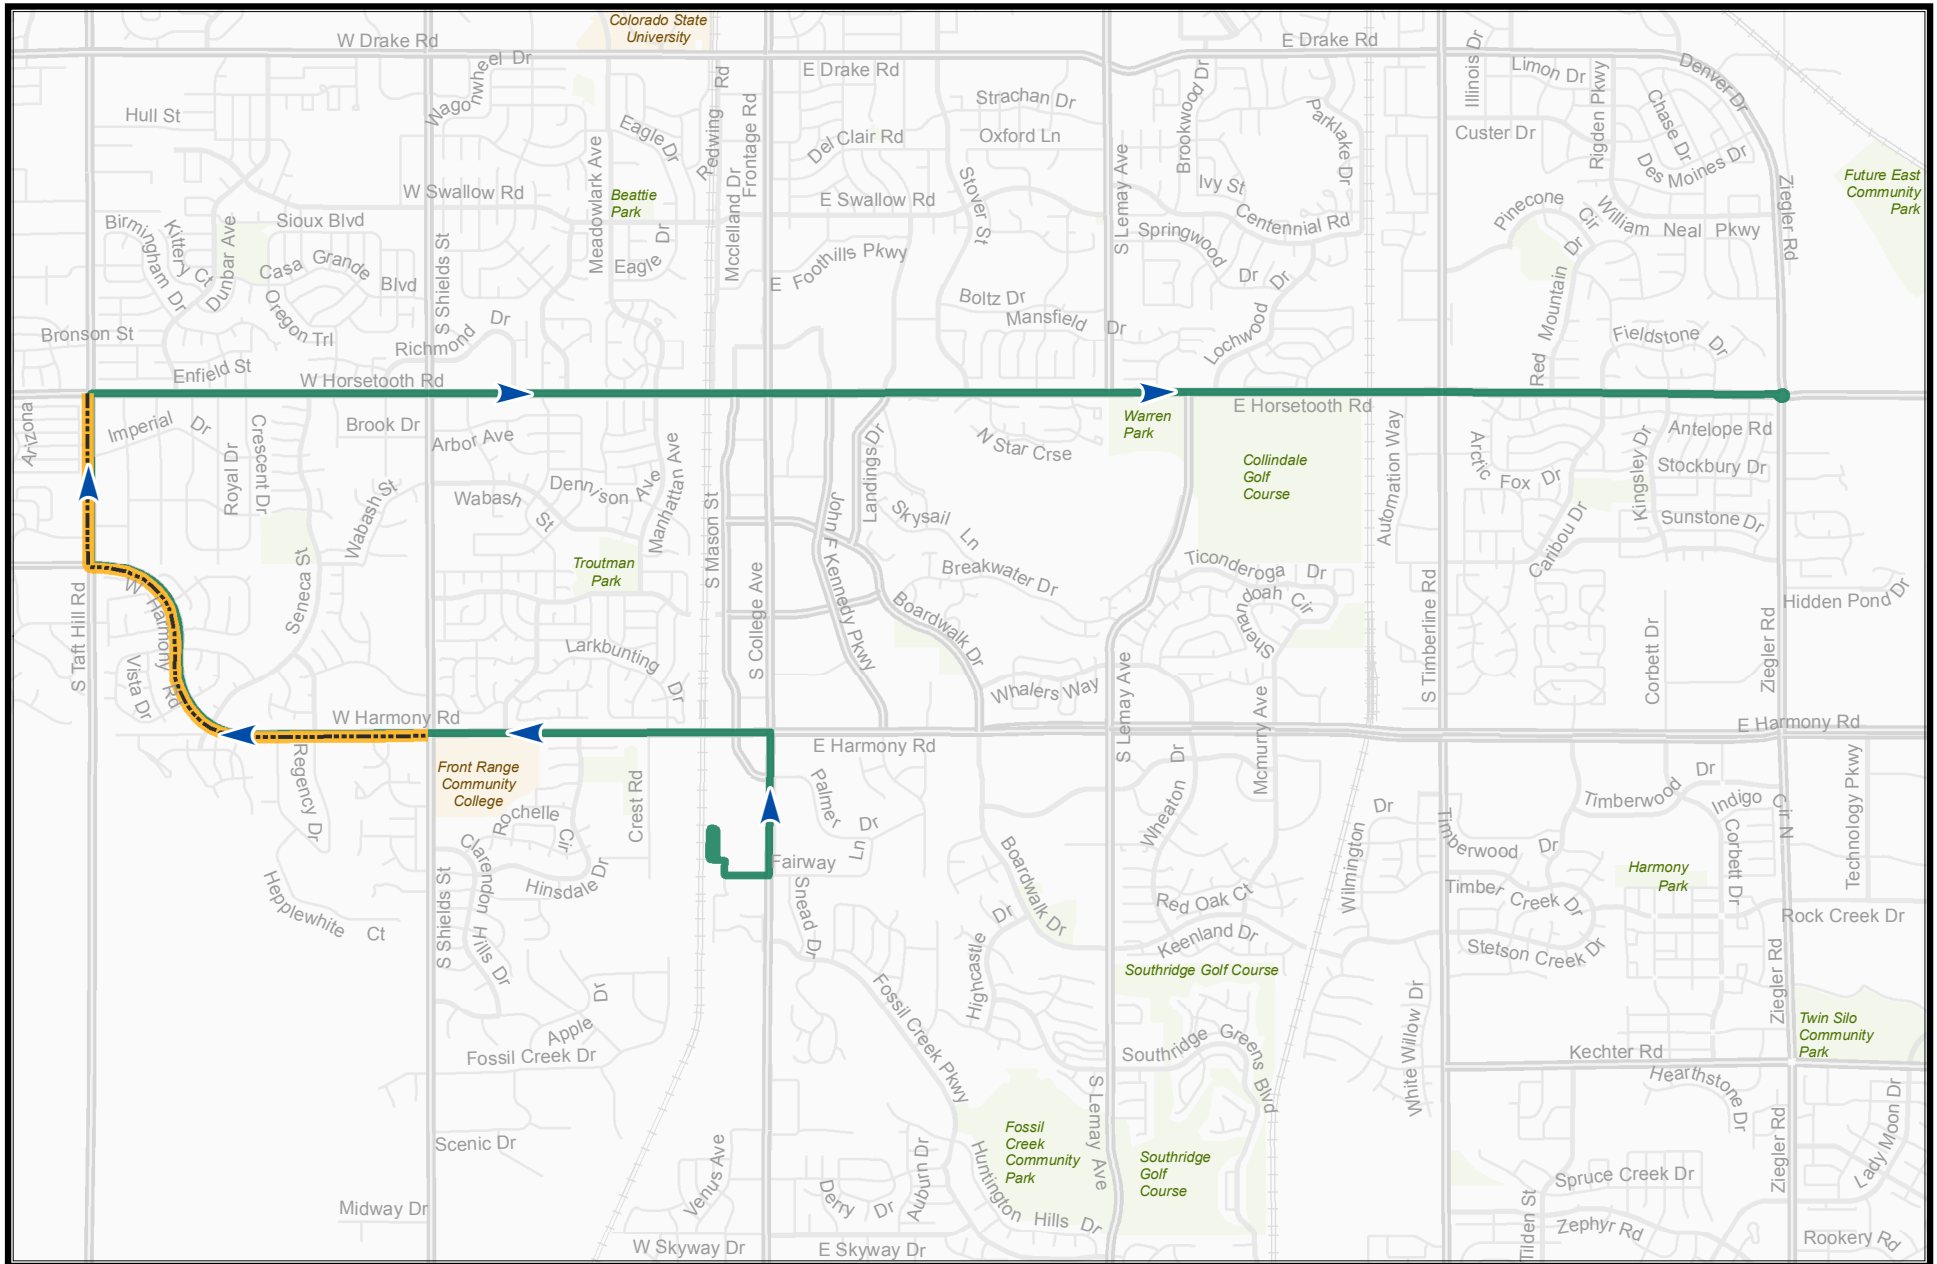 Colorado State
University
W Drake Rd
E Drake Rd
E Drake Rd
Wagonwheel Dr
Hull St
Eagle Dr
Redwing Rd
Frontage Rd
Strachan Dr
Del Clair Rd
Oxford Ln
Brookwood Dr
Parklake Dr
Illinois Dr
Limon Dr
Rigden Pkwy
Denver Dr
Chase Dr
Custer Dr
Des Moines Dr
Future East
Community
Park
W Swallow Rd
Meadowlark Ave
Beattie
Park
Mcclelland Dr
E Swallow Rd
Stover St
S Lemay Ave
Ivy St
Centennial Rd
Springwood Dr
Pinecone Cir
William Neal Pkwy
Ziegler Rd
Birmingham Dr
Kittery Ct
Dunbar Ave
Sioux Blvd
Casa Grande Blvd
Oregon Trl
S Shields St
Eagle Dr
E Foothills Pkwy
Boltz Dr
Mansfield Dr
Lochwood Dr
Red Mountain Dr
Fieldstone Dr
Bronson St
Enfield St
Richmond Dr
W Horsetooth Rd
E Horsetooth Rd
Arizona
Imperial Dr
Royal Dr
Crescent Dr
Brook Dr
Arbor Ave
Wabash St
Wabash St
Dennison Ave
Manhattan Ave
Landings Dr
N Star Crse
Warren
Park
Collindale
Golf
Course
Automation Way
Arctic Fox Dr
Kingsley Dr
Antelope Rd
Stockbury Dr
Sunstone Dr
Caribou Dr
Seneca St
Troutman
Park
S Mason St
S College Ave
John F Kennedy Pkwy
Skysail Ln
Breakwater Dr
Boardwalk Dr
Ticonderoga Dr
Shenandoah Cir
S Timberline Rd
Hidden Pond Dr
S Taft Hill Rd
W Harmony Rd
Vista Dr
Larkbunting Dr
Whalers Way
S Lemay Ave
Mcmurry Ave
Corbett Dr
Ziegler Rd
W Harmony Rd
E Harmony Rd
E Harmony Rd
Regency Dr
Front Range
Community
College
Rochelle Cir
Crest Rd
Palmer Dr
Wheaton Dr
Wilmington Dr
Timberwood Dr
Timberwood Dr
Indigo Cir N
Technology Pkwy
Corbett Dr
Clarendon Hills Dr
Hinsdale Dr
Fairway Ln
Snead Dr
Boardwalk Dr
Red Oak Ct
Keenland Dr
Timber Creek Dr
Harmony
Park
Rock Creek Dr
Hepplewhite Ct
S Shields St
Highcastle Dr
Southridge Golf Course
Stetson Creek Dr
Ziegler Rd
Apple Dr
Fossil Creek Dr
Fossil Creek Pkwy
Southridge Greens Blvd
White Willow Dr
Kechter Rd
Twin Silo
Community
Park
Hearthstone Dr
Scenic Dr
Venus Ave
Derry Dr
Auburn Dr
Fossil
Creek
Community
Park
S Lemay Ave
Huntington Hills Dr
Southridge
Golf
Course
Ziegler Rd
Lady Moon Dr
Spruce Creek Dr
Midway Dr
W Skyway Dr
E Skyway Dr
Tilden St
Zephyr Rd
Rookery Rd